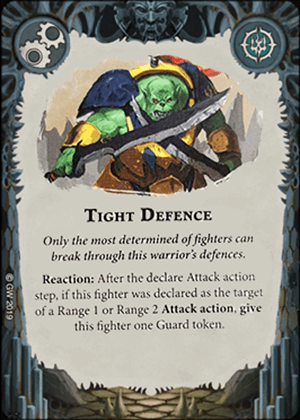 TIGHT DEFENCE
Only the most determined of fighters can
break through this warrior's defences.
Reaction: After the declare Attack action
step, if this fighter was declared as the target
of a Range 1 or Range 2 Attack action, give
this fighter one Guard token.
© GW 2019